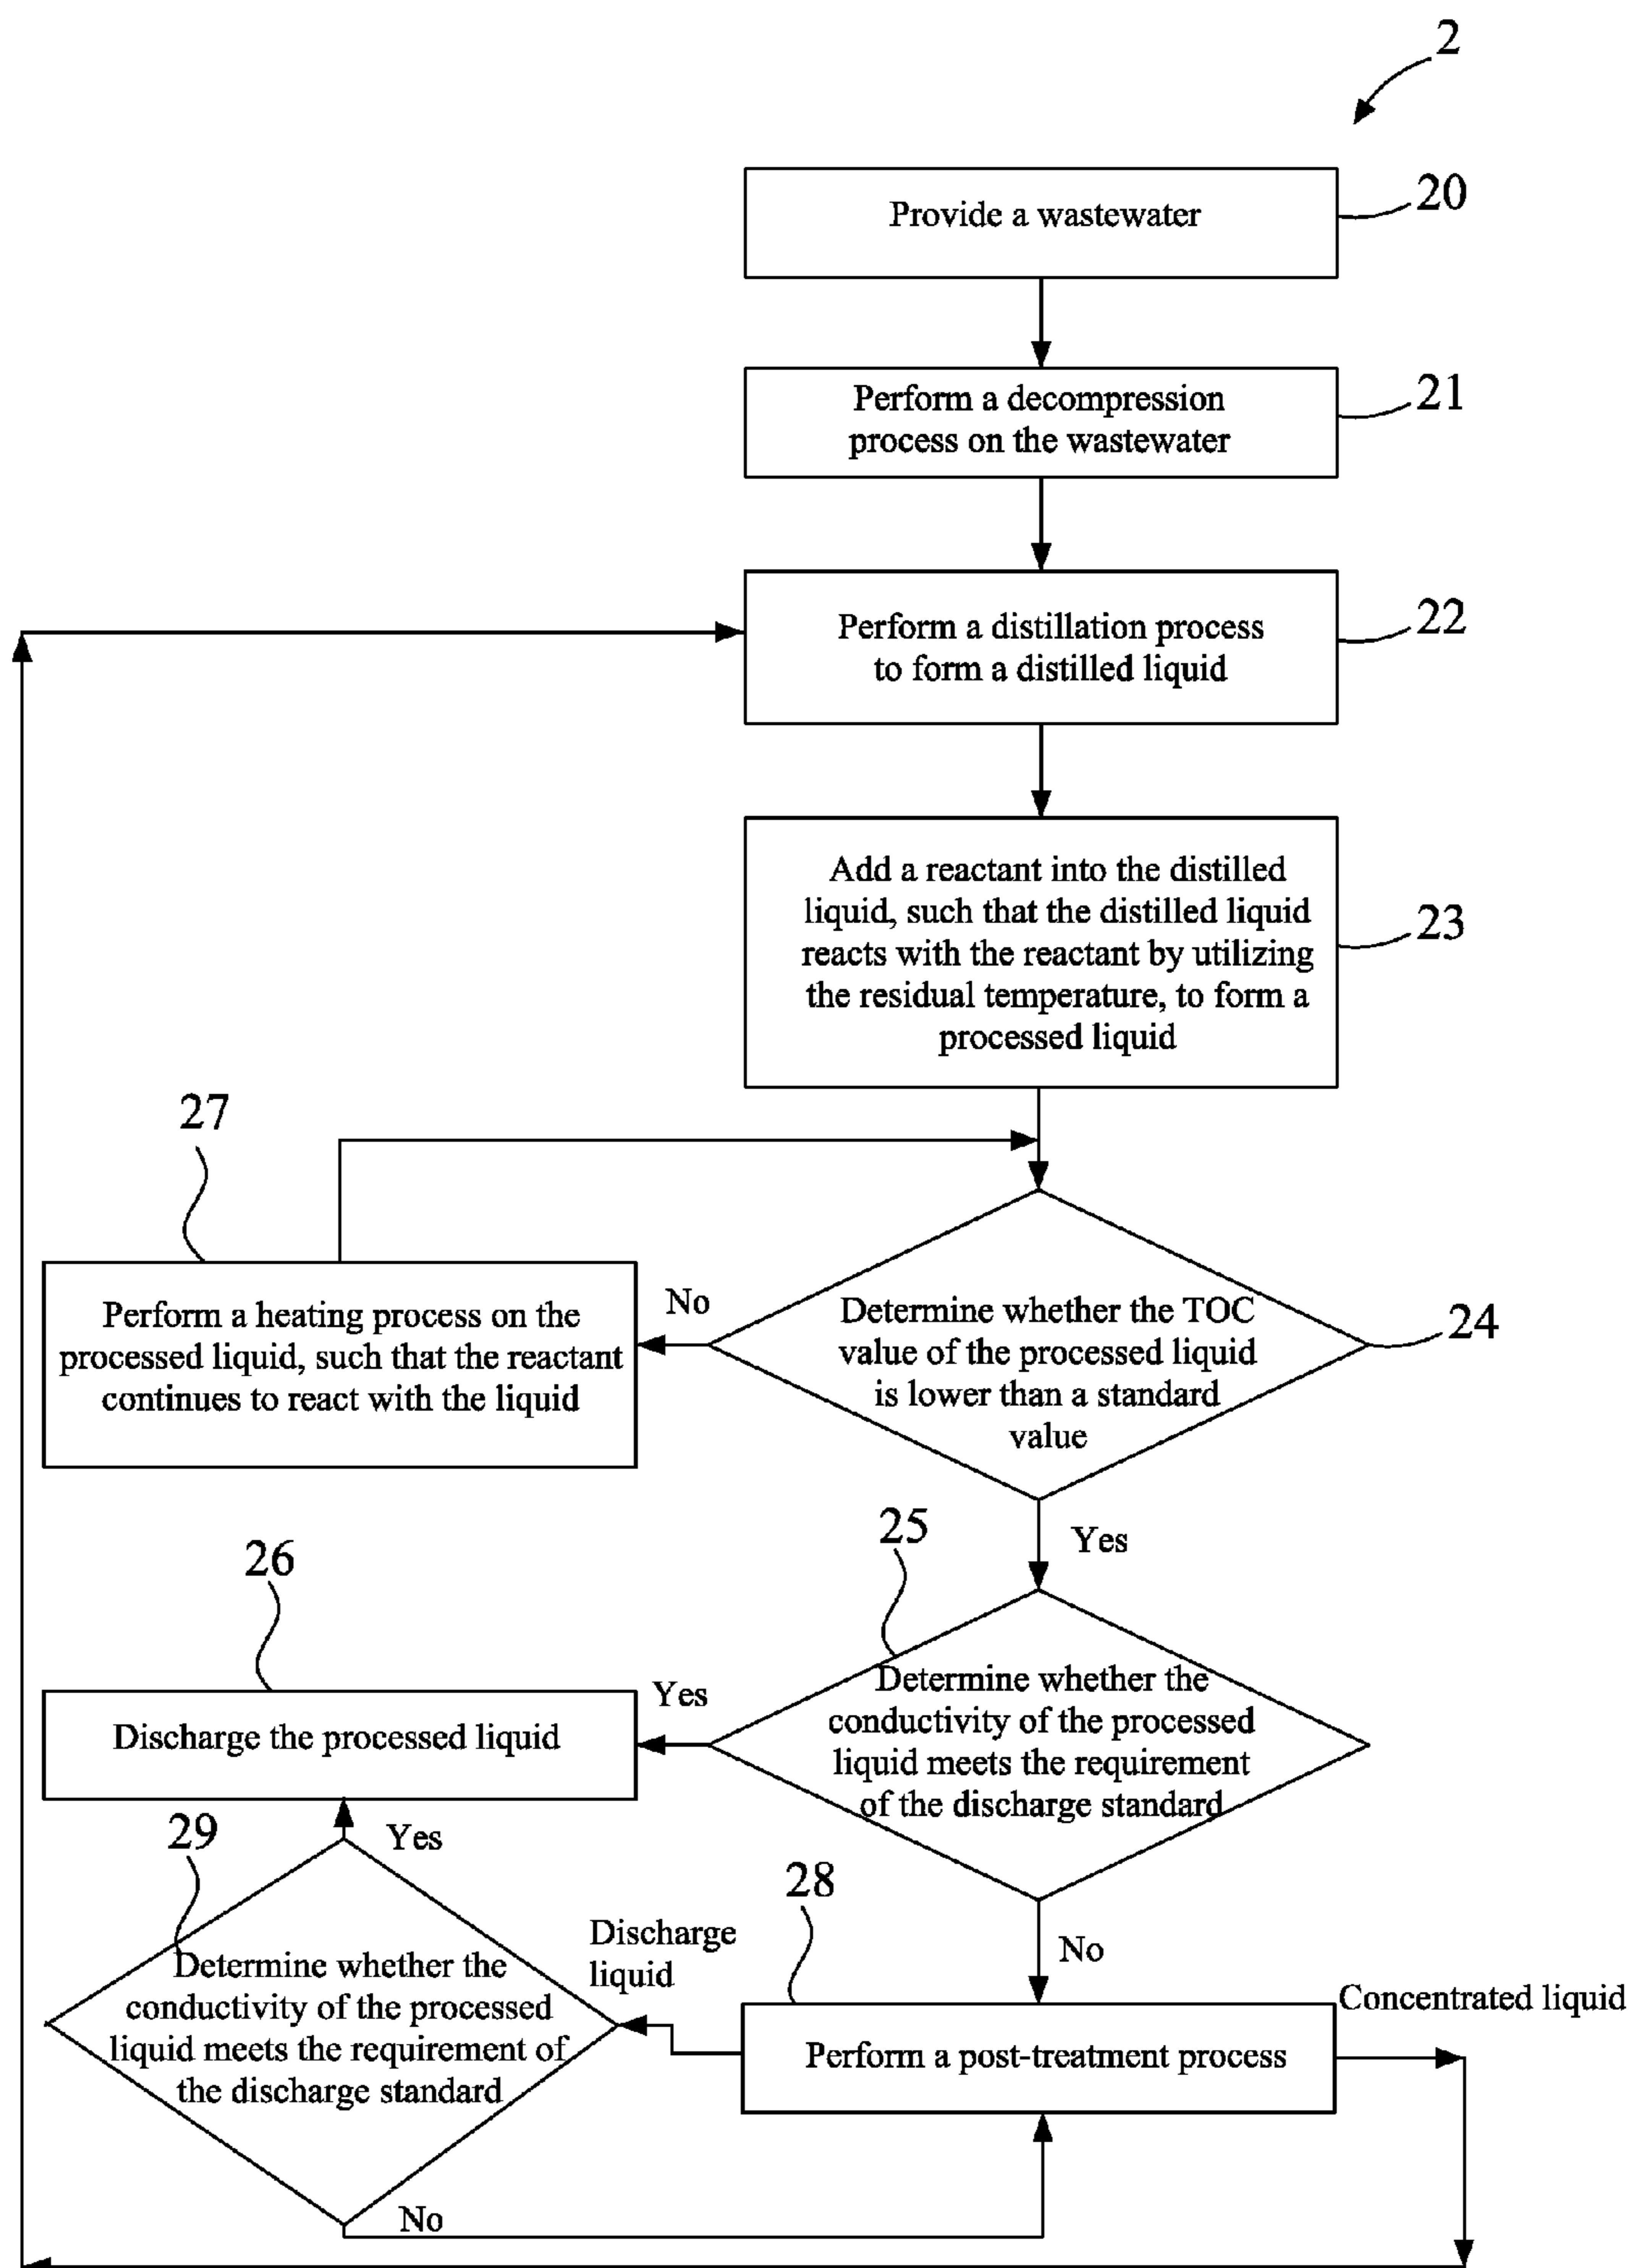 2
Provide a wastewater
20
Perform a decompression
process on the wastewater
21
Perform a distillation process
to form a distilled liquid
22
Add a reactant into the distilled
liquid, such that the distilled liquid
reacts with the reactant by utilizing
the residual temperature, to form a
processed liquid
23
27
Perform a heating process on the
processed liquid, such that the reactant
continues to react with the liquid
No
Determine whether the TOC
value of the processed liquid
is lower than a standard
value
24
Yes
25
26
Discharge the processed liquid
Yes
Determine whether the
conductivity of the processed
liquid meets the requirement
of the discharge standard
29
Yes
Determine whether the
conductivity of the processed
liquid meets the requirement of
the discharge standard
No
Discharge
liquid
28
No
Perform a post-treatment process
Concentrated liquid